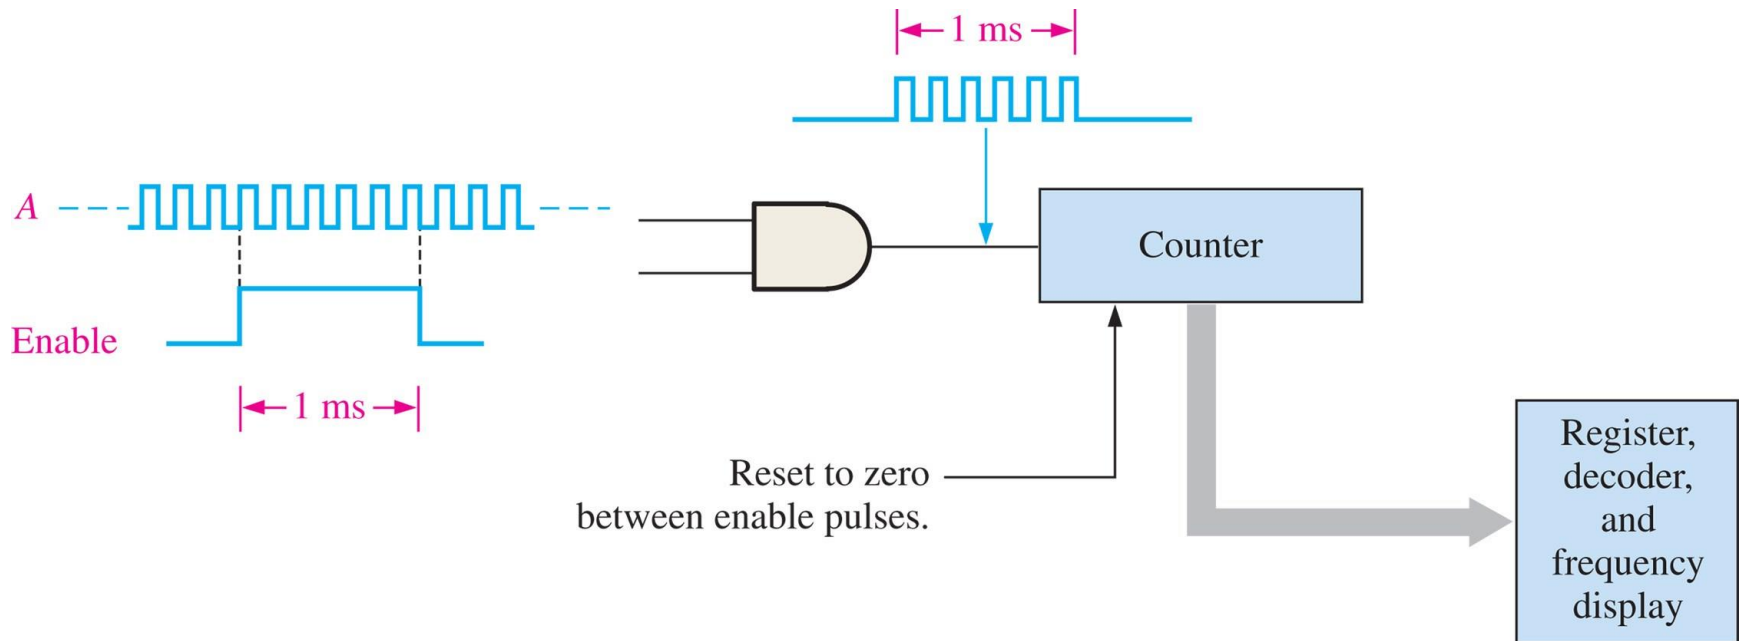 1 ms
A
Counter
Enable
1 ms
Reset to zero
between enable pulses.
Register,
decoder,
and
frequency
display